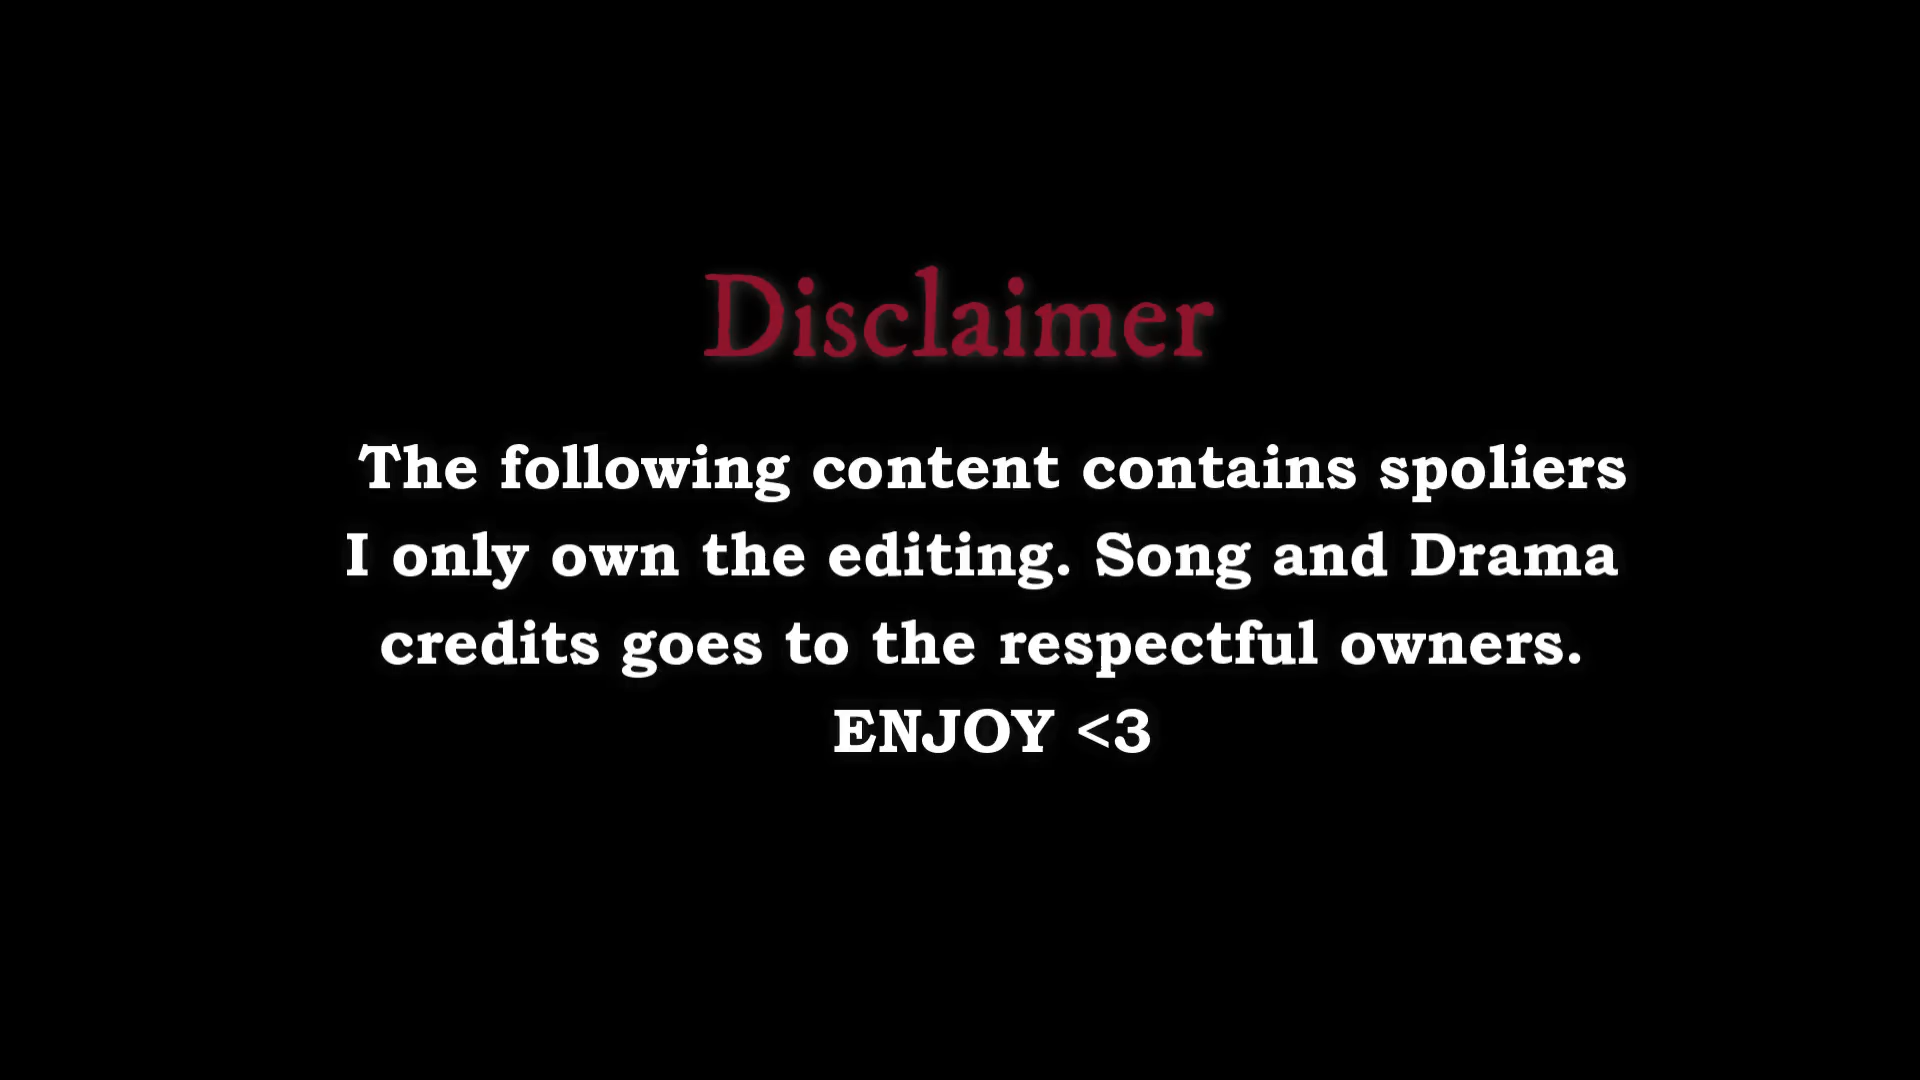 Disclaimer
The following content contains spoliers
I only own the editing. Song and Drama
credits goes to the respectful owners.
ENJOY <3